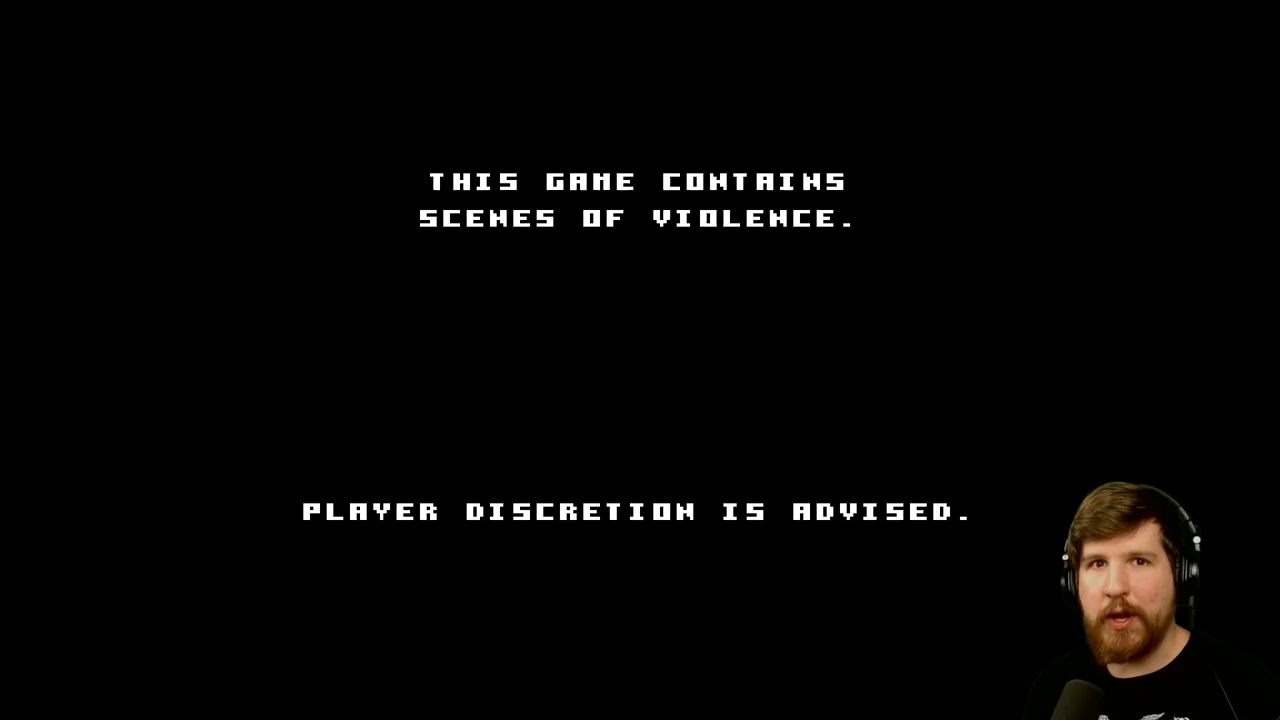 THIS GAME CONTAINS
SCENES OF VIOLENCE.
PLAYER DISCRETION IS ADVISED.